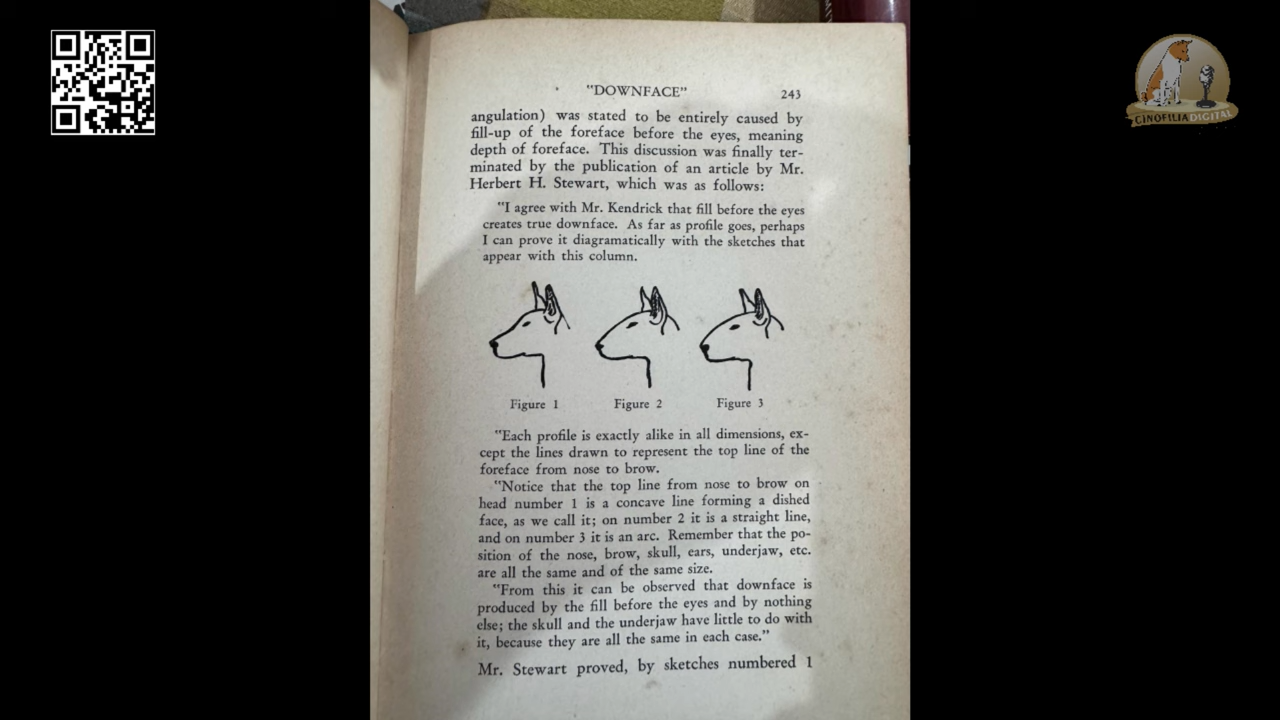 "DOWNFACE"
243
angulation) was stated to be entirely caused by
fill-up of the foreface before the eyes, meaning
depth of foreface. This discussion was finally ter-
minated by the publication of an article by Mr.
Herbert H. Stewart, which was as follows:
"I agree with Mr. Kendrick that fill before the eyes
creates true downface. As far as profile goes, perhaps
I can prove it diagramatically with the sketches that
appear with this column.
Figure 1
Figure 2
Figure 3
"Each profile is exactly alike in all dimensions, ex-
cept the lines drawn to represent the top line of the
foreface from nose to brow.
"Notice that the top line from nose to brow on
head number 1 is a concave line forming a dished
face, as we call it; on number 2 it is a straight line,
and on number 3 it is an arc. Remember that the po-
sition of the nose, brow, skull, ears, underjaw, etc.
are all the same and of the same size.
"From this it can be observed that downface is
produced by the fill before the eyes and by nothing
else; the skull and the underjaw have little to do with
it, because they are all the same in each case."
Mr. Stewart proved, by sketches numbered 1
CINOFILIADIGITAL